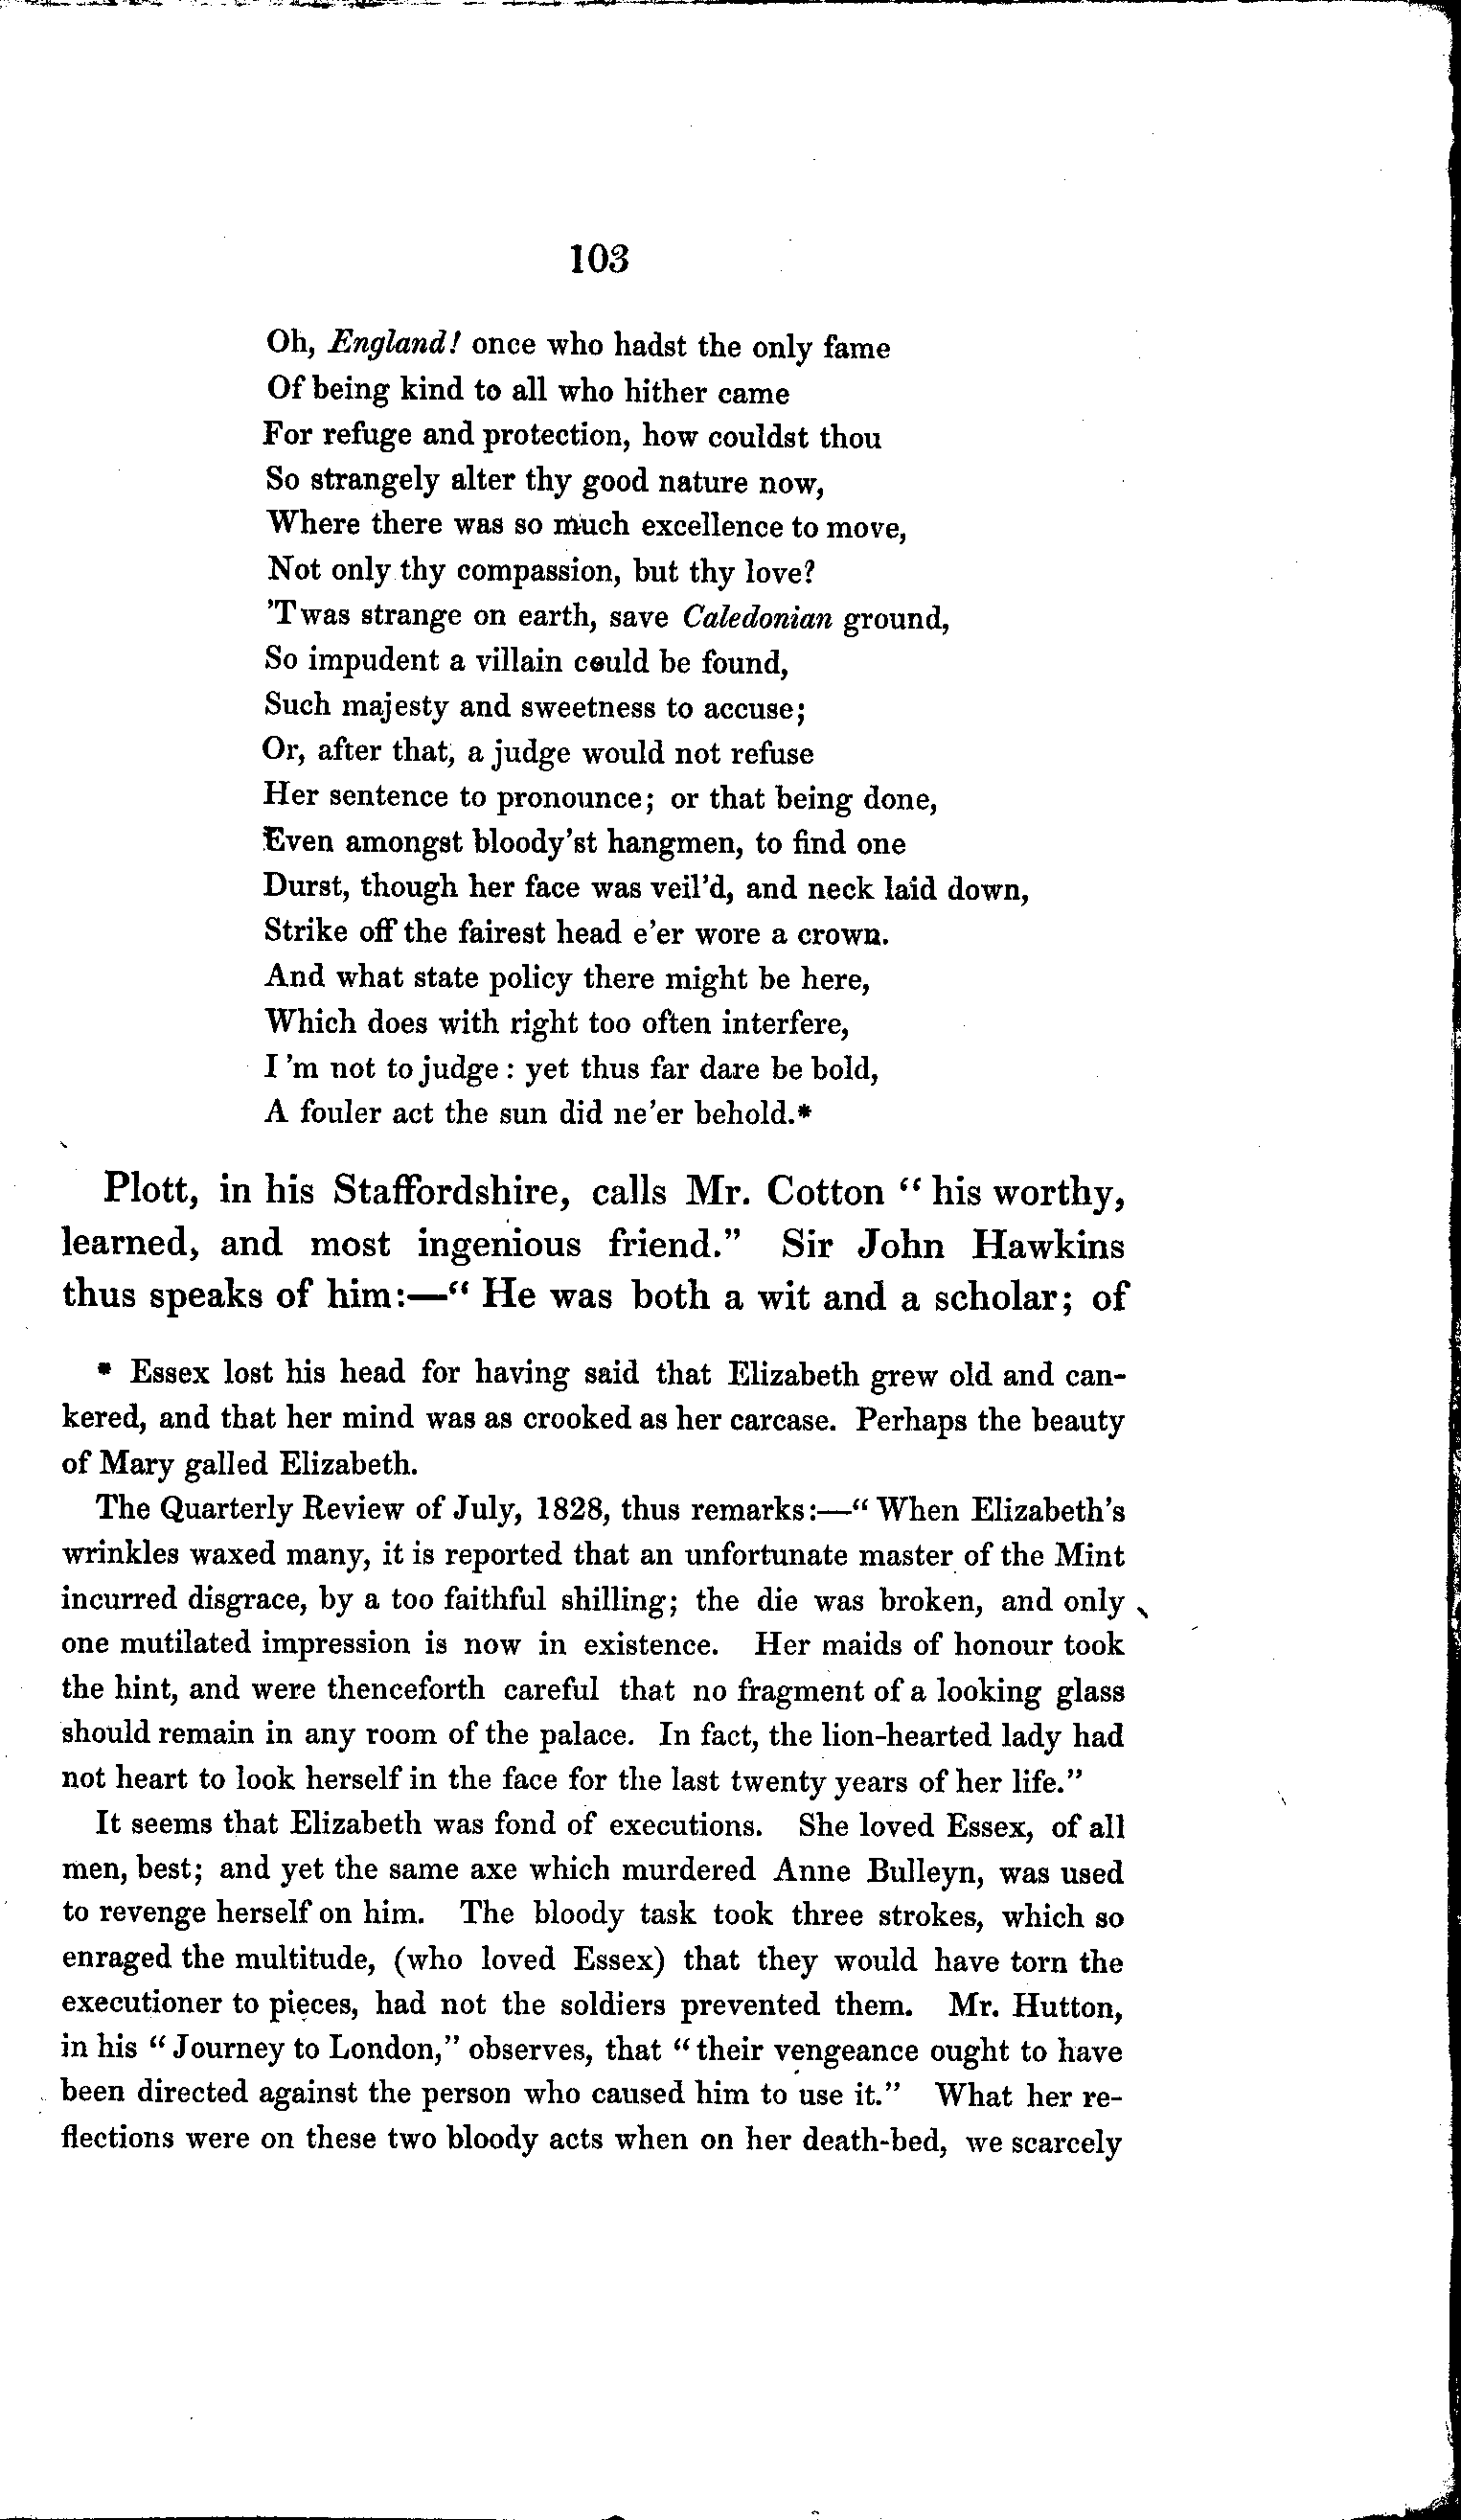 103
Oh, England! once who hadst the only fame
Of being kind to all who hither came
For refuge and protection, how couldst thou
So strangely alter thy good nature now,
Where there was so much excellence to move,
Not only thy compassion, but thy love?
'Twas strange on earth, save Caledonian ground,
So impudent a villain could be found,
Such majesty and sweetness to accuse;
Or, after that, a judge would not refuse
Her sentence to pronounce; or that being done,
Even amongst bloody'st hangmen, to find one
Durst, though her face was veil'd, and neck laid down,
Strike off the fairest head e'er wore a crown.
And what state policy there might be here,
Which does with right too often interfere,
I 'm not to judge : yet thus far dare be bold,
A fouler act the sun did ne'er behold.*
Plott, in his Staffordshire, calls Mr. Cotton “ his worthy,
learned, and most ingenious friend.” Sir John Hawkins
thus speaks of him:—“ He was both a wit and a scholar; of
* Essex lost his head for having said that Elizabeth grew old and can-
kered, and that her mind was as crooked as her carcase. Perhaps the beauty
of Mary galled Elizabeth.
The Quarterly Review of July, 1828, thus remarks:—“ When Elizabeth's
wrinkles waxed many, it is reported that an unfortunate master of the Mint
incurred disgrace, by a too faithful shilling; the die was broken, and only
one mutilated impression is now in existence. Her maids of honour took
the hint, and were thenceforth careful that no fragment of a looking glass
should remain in any room of the palace. In fact, the lion-hearted lady had
not heart to look herself in the face for the last twenty years of her life.”
It seems that Elizabeth was fond of executions. She loved Essex, of all
men, best; and yet the same axe which murdered Anne Bulleyn, was used
to revenge herself on him. The bloody task took three strokes, which so
enraged the multitude, (who loved Essex) that they would have torn the
executioner to pieces, had not the soldiers prevented them. Mr. Hutton,
in his “ Journey to London,” observes, that “ their vengeance ought to have
been directed against the person who caused him to use it.” What her re-
flections were on these two bloody acts when on her death-bed, we scarcely